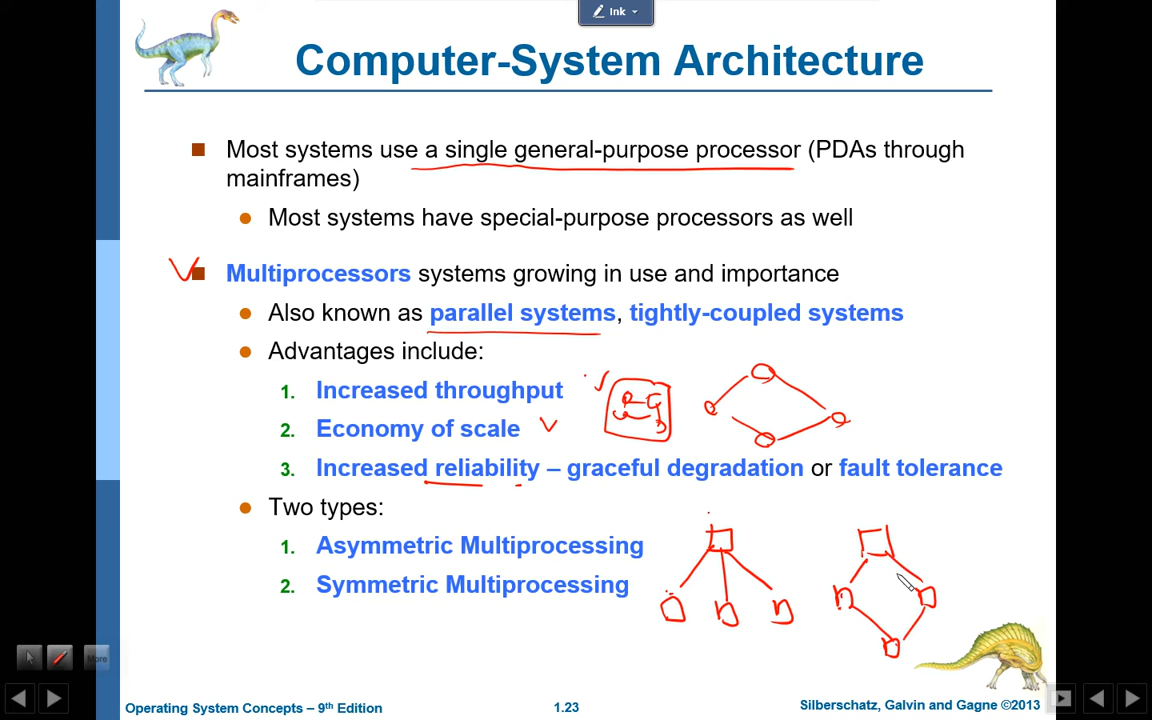 Ink
Computer-System Architecture
Most systems use a single general-purpose processor (PDAs through
mainframes)
Most systems have special-purpose processors as well
Multiprocessors systems growing in use and importance
Also known as parallel systems, tightly-coupled systems
Advantages include:
1. Increased throughput
2. Economy of scale
3. Increased reliability – graceful degradation or fault tolerance
Two types:
1. Asymmetric Multiprocessing
2. Symmetric Multiprocessing
More
Operating System Concepts – 9th Edition
1.23
Silberschatz, Galvin and Gagne ©2013